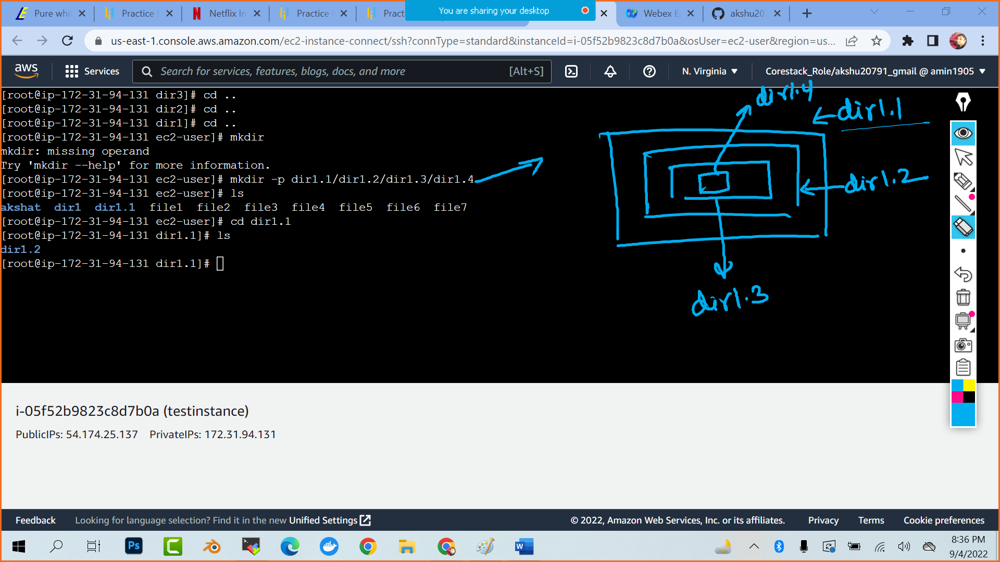 Pure whi
Practice
Netflix In
Practice
Pract
You are sharing your desktop
Webex E
akshu20
us-east-1.console.aws.amazon.com/ec2-instance-connect/ssh?connType=standard&instanceId=i-05f52b9823c8d7b0a&osUser=ec2-user&region=us...
aws
Services
Search for services, features, blogs, docs, and more
[Alt+S]
N. Virginia
Corestack_Role/akshu20791_gmail @ amin1905
[root@ip-172-31-94-131 dir3]# cd ..
[root@ip-172-31-94-131 dir2]# cd ..
[root@ip-172-31-94-131 dir1]# cd ..
[root@ip-172-31-94-131 ec2-user]# mkdir
mkdir: missing operand
Try 'mkdir --help' for more information.
[root@ip-172-31-94-131 ec2-user]# mkdir -p dir1.1/dir1.2/dir1.3/dir1.4
[root@ip-172-31-94-131 ec2-user]# ls
akshat dir1 dir1.1 file1 file2 file3 file4 file5 file6 file7
[root@ip-172-31-94-131 ec2-user]# cd dir1.1
[root@ip-172-31-94-131 dir1.1]# ls
dir1.2
[root@ip-172-31-94-131 dir1.1]#
dir1.4
dir1.1
dir1.2
dir1.3
i-05f52b9823c8d7b0a (testinstance)
PublicIPs: 54.174.25.137 PrivateIPs: 172.31.94.131
Feedback
Looking for language selection? Find it in the new Unified Settings
© 2022, Amazon Web Services, Inc. or its affiliates.
Privacy
Terms
Cookie preferences
Ps
W
8:36 PM
9/4/2022